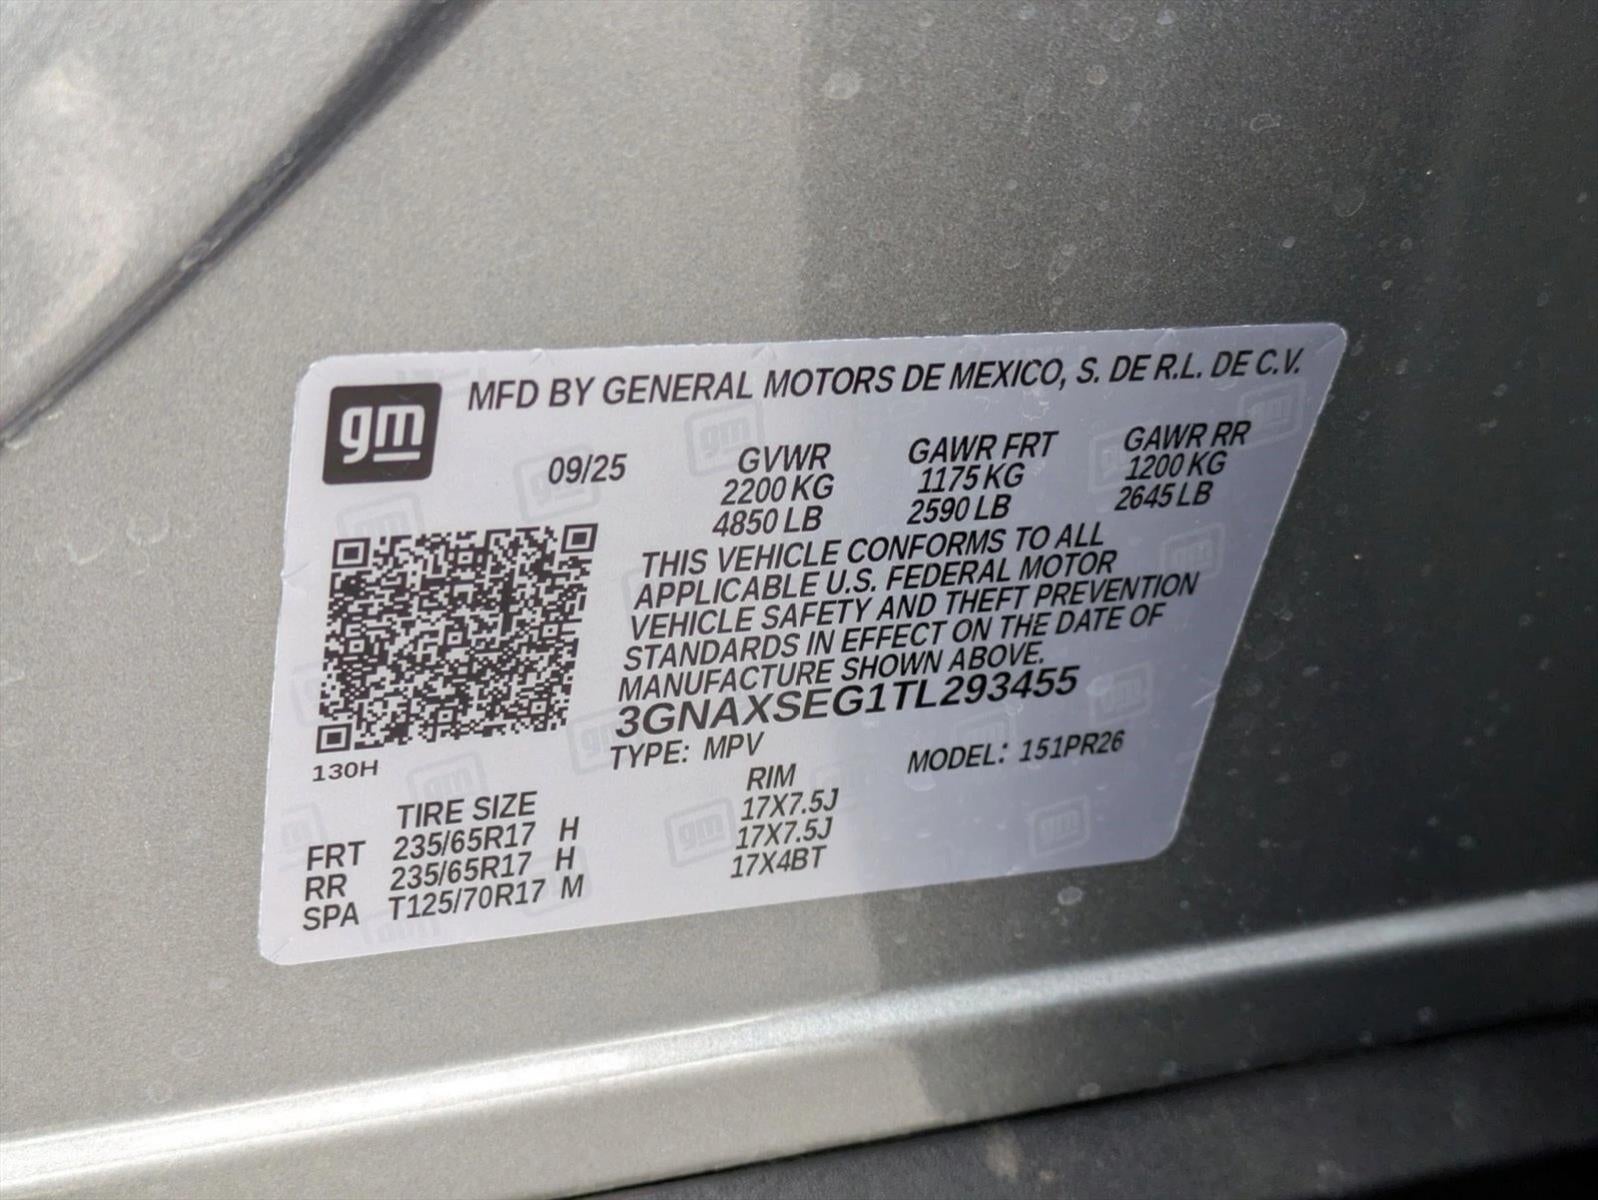 gm
MFD BY GENERAL MOTORS DE MEXICO, S. DE R.L. DE C.V.
09/25 GVWR GAWR FRT GAWR RR
2200 KG 1175 KG 1200 KG
4850 LB 2590 LB 2645 LB
THIS VEHICLE CONFORMS TO ALL
APPLICABLE U.S. FEDERAL MOTOR
VEHICLE SAFETY AND THEFT PREVENTION
STANDARDS IN EFFECT ON THE DATE OF
MANUFACTURE SHOWN ABOVE.
3GNAXSEG1TL293455
TYPE: MPV MODEL: 151PR26
130H
TIRE SIZE RIM
FRT 235/65R17 H 17X7.5J
RR 235/65R17 H 17X7.5J
SPA T125/70R17 M 17X4BT